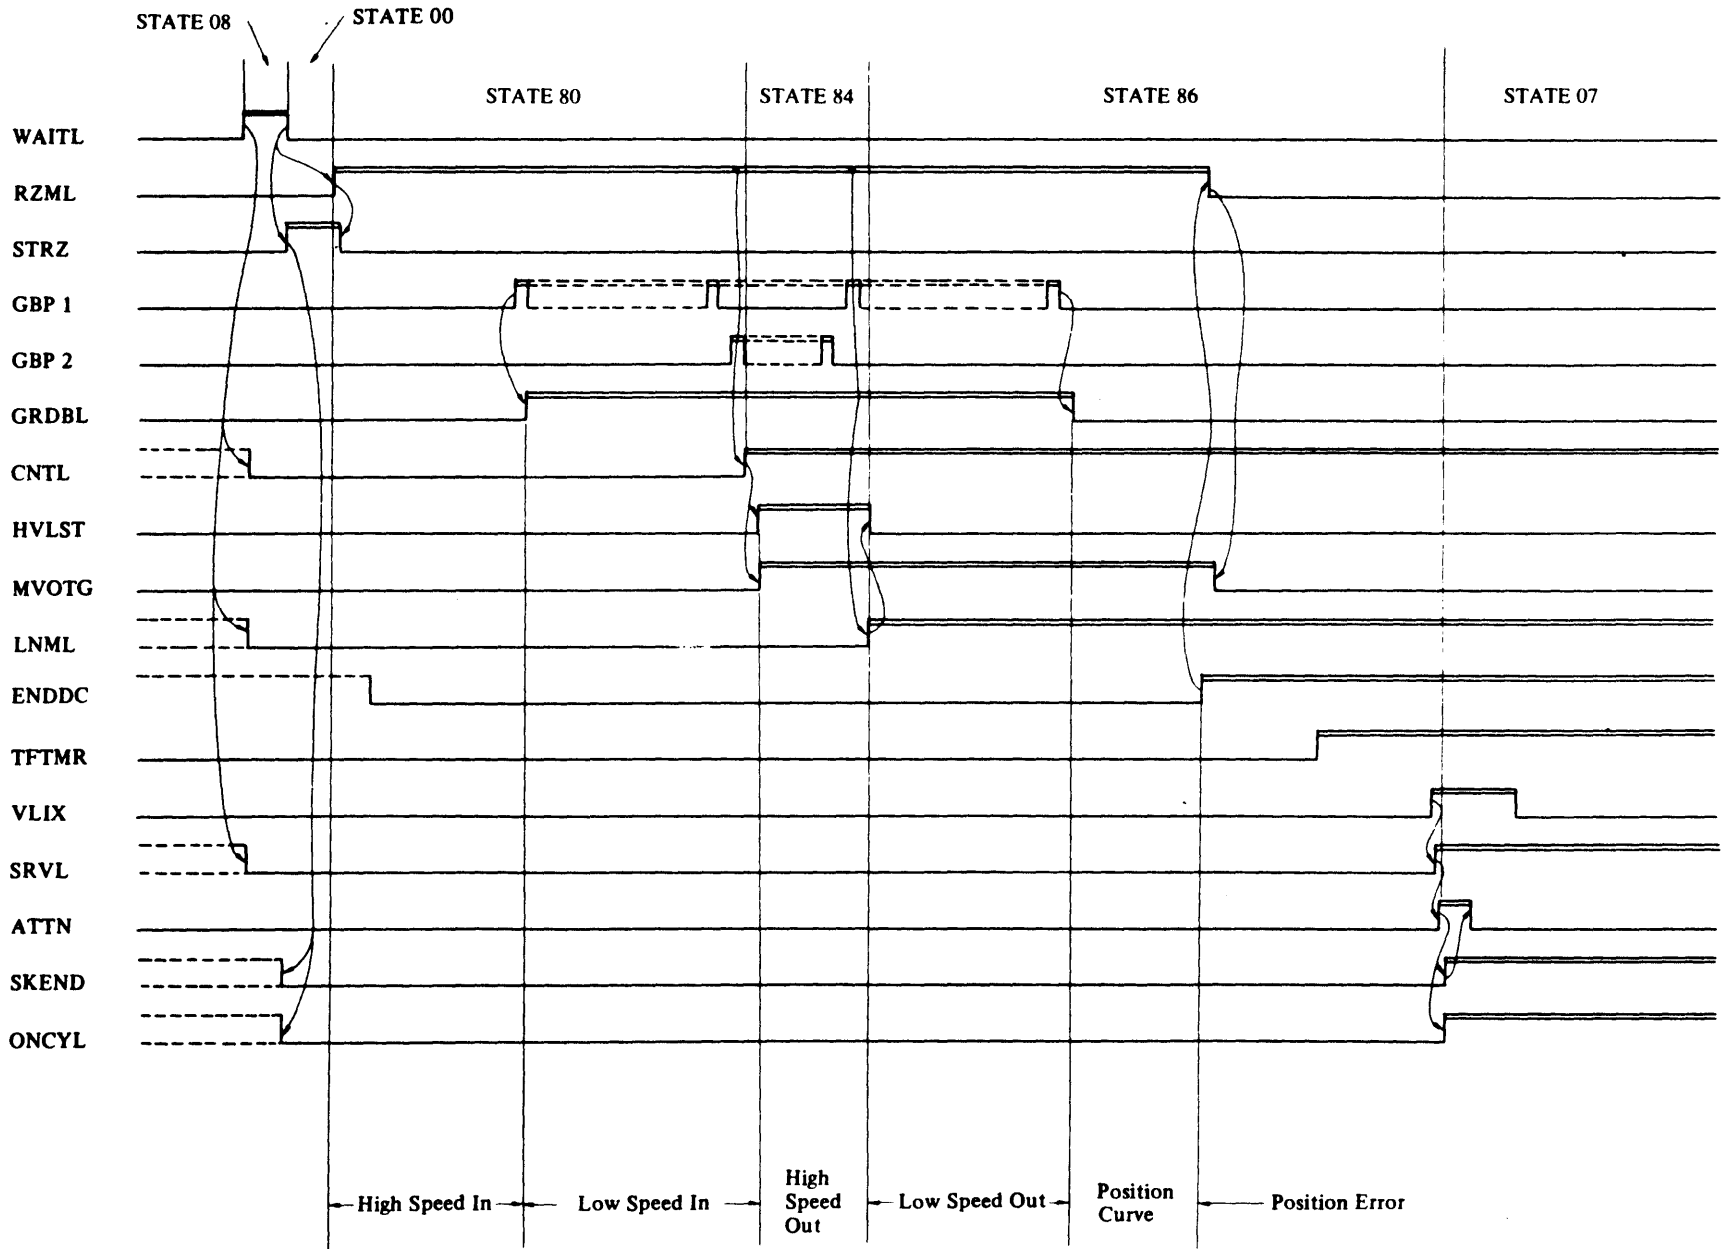 STATE 08
STATE 00
STATE 80
STATE 84
STATE 86
STATE 07
WAITL
RZML
STRZ
GBP 1
GBP 2
GRDBL
CNTL
HVLST
MVOTG
LNML
ENDDC
TFTMR
VLIX
SRVL
ATTN
SKEND
ONCYL
High Speed In
Low Speed In
High
Speed
Out
Low Speed Out
Position
Curve
Position Error